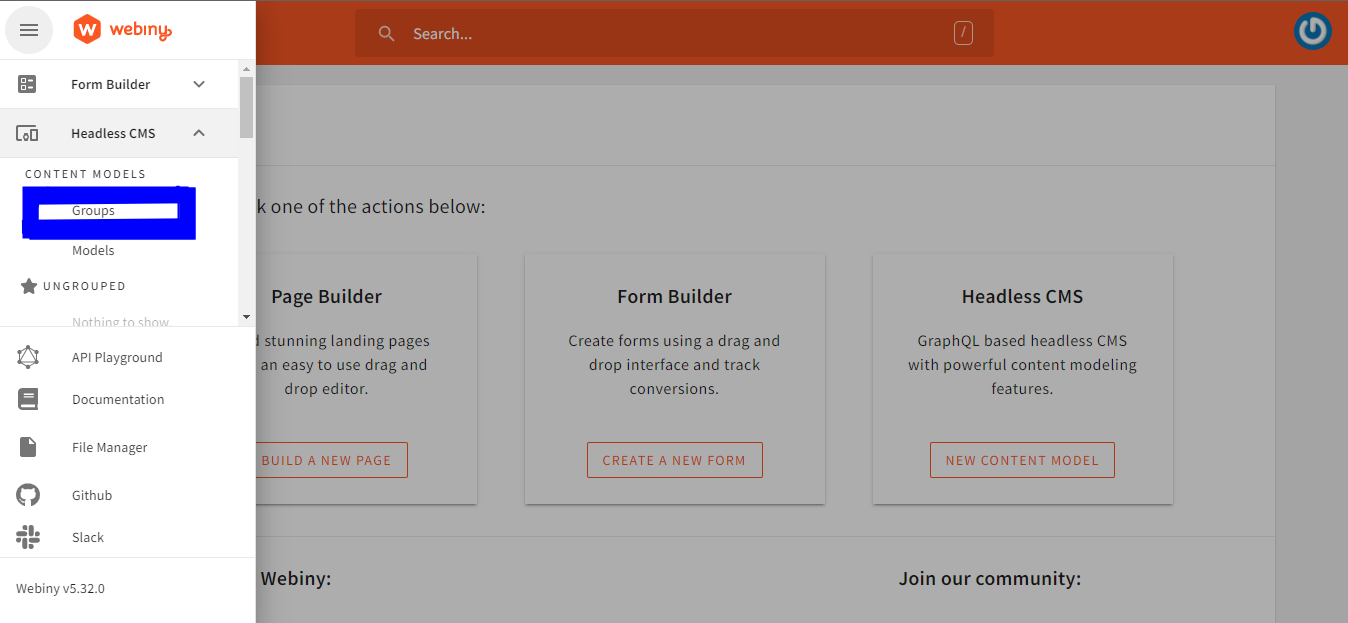 webiny
Search...
/
Form Builder
Headless CMS
CONTENT MODELS
Groups
Models
UNGROUPED
Nothing to show.
API Playground
Documentation
File Manager
Github
Slack
Webiny v5.32.0
k one of the actions below:
Page Builder
stunning landing pages
an easy to use drag and
drop editor.
BUILD A NEW PAGE
Form Builder
Create forms using a drag and
drop interface and track
conversions.
CREATE A NEW FORM
Headless CMS
GraphQL based headless CMS
with powerful content modeling
features.
NEW CONTENT MODEL
Webiny:
Join our community: